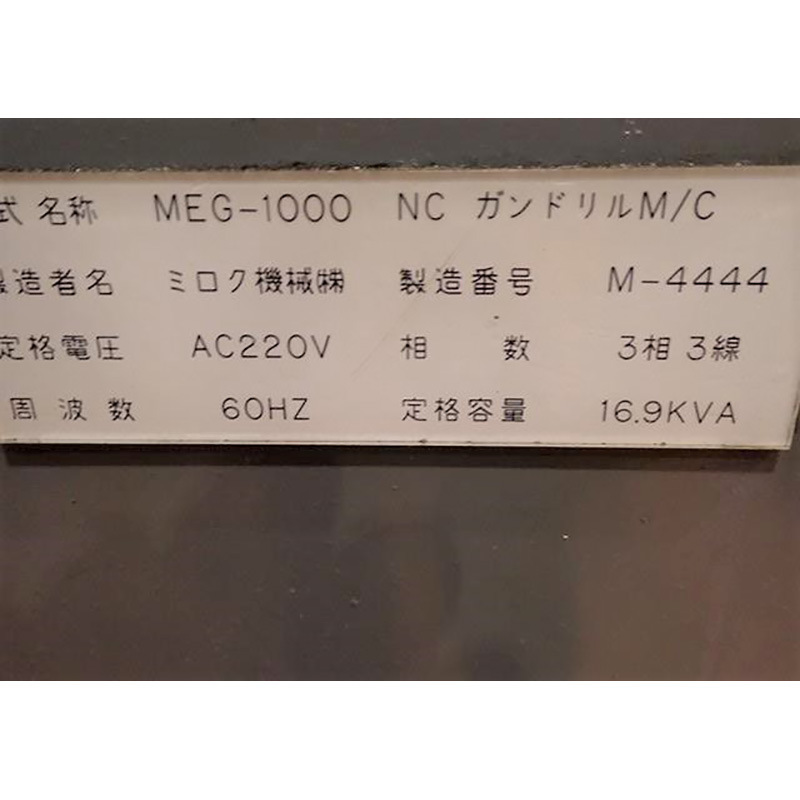 式 名称 MEG-1000 NC ガンドリルM/C
製造者名 ミロク機械㈱ 製造番号 M-4444
定格電圧 AC220V 相 数 3相 3線
周 波 数 60HZ 定格容量 16.9KVA